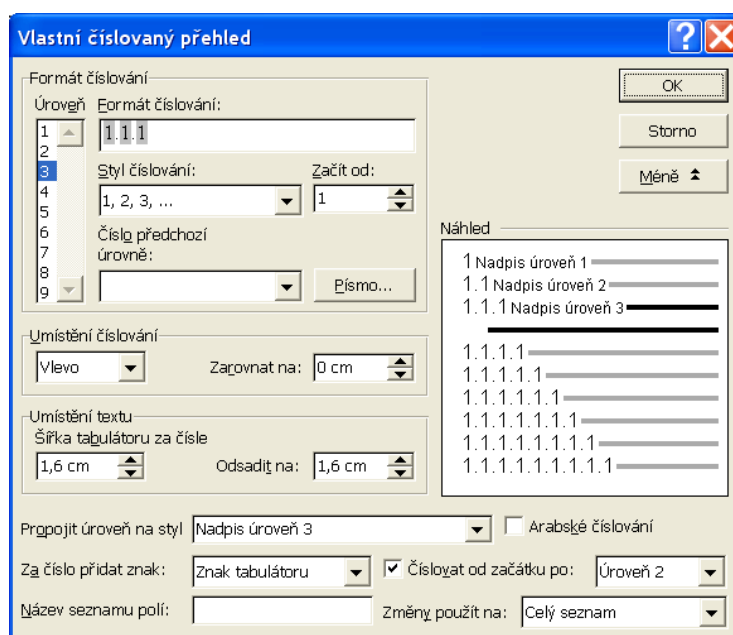 Vlastní číslovaný přehled
Formát číslování
Úroveň Formát číslování:
1
2
3
4
5
6
7
8
9
1.1.1
Styl číslování: Začít od:
1, 2, 3, ... 1
Číslo předchozí
úrovně:
Písmo...
OK
Storno
Méně
Náhled
1 Nadpis úroveň 1
1.1 Nadpis úroveň 2
1.1.1 Nadpis úroveň 3
1.1.1.1
1.1.1.1.1
1.1.1.1.1.1
1.1.1.1.1.1.1
1.1.1.1.1.1.1.1
1.1.1.1.1.1.1.1.1
Umístění číslování
Vlevo Zarovnat na: 0 cm
Umístění textu
Šířka tabulátoru za čísle
1,6 cm Odsadit na: 1,6 cm
Propojit úroveň na styl Nadpis úroveň 3 Arabské číslování
Za číslo přidat znak: Znak tabulátoru Číslovat od začátku po: Úroveň 2
Název seznamu polí: Změny použít na: Celý seznam